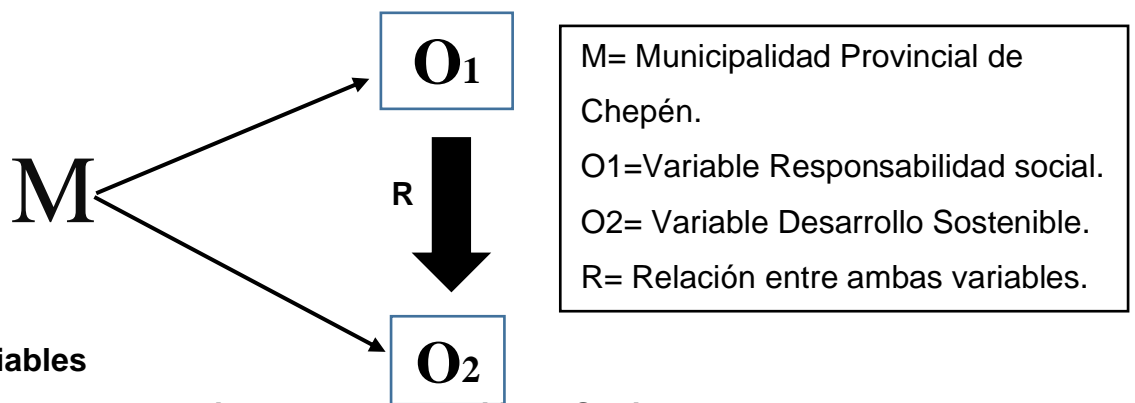 O1
M= Municipalidad Provincial de
Chepén.
O1=Variable Responsabilidad social.
O2= Variable Desarrollo Sostenible.
R= Relación entre ambas variables.
M
R
O2
iables